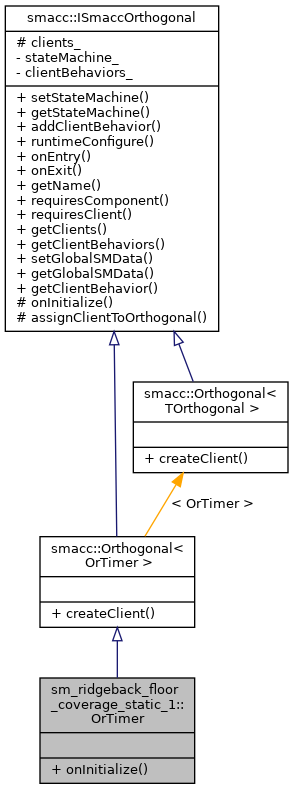 smacc::ISmaccOrthogonal
# clients_
- stateMachine_
- clientBehaviors_
+ setStateMachine()
+ getStateMachine()
+ addClientBehavior()
+ runtimeConfigure()
+ onEntry()
+ onExit()
+ getName()
+ requiresComponent()
+ requiresClient()
+ getClients()
+ getClientBehaviors()
+ setGlobalSMData()
+ getGlobalSMData()
+ getClientBehavior()
# onInitialize()
# assignClientToOrthogonal()
smacc::Orthogonal<
TOrthogonal >
+ createClient()
< OrTimer >
smacc::Orthogonal<
OrTimer >
+ createClient()
sm_ridgeback_floor
_coverage_static_1::
OrTimer
+ onInitialize()